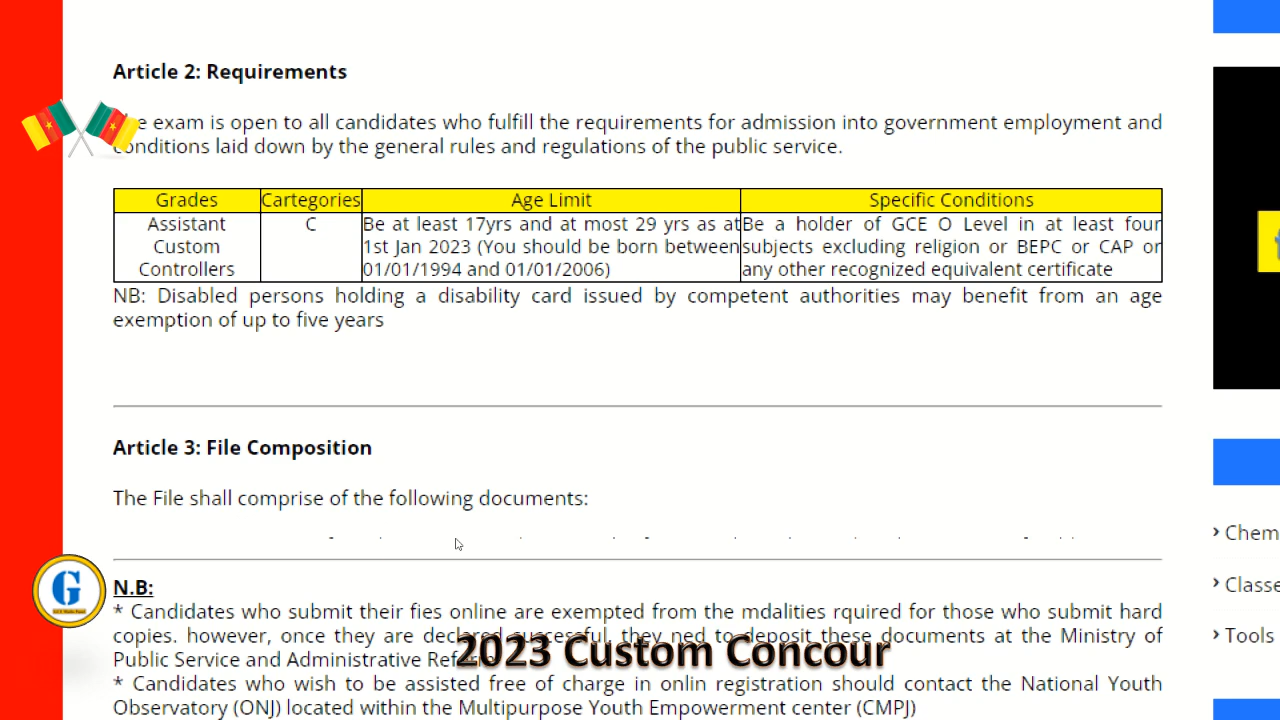 Article 2: Requirements
e exam is open to all candidates who fulfill the requirements for admission into government employment and
conditions laid down by the general rules and regulations of the public service.
Grades Cartegories Age Limit Specific Conditions
Assistant Custom Controllers C Be at least 17yrs and at most 29 yrs as at 1st Jan 2023 (You should be born between 01/01/1994 and 01/01/2006) Be a holder of GCE O Level in at least four subjects excluding religion or BEPC or CAP or any other recognized equivalent certificate
NB: Disabled persons holding a disability card issued by competent authorities may benefit from an age
exemption of up to five years
Article 3: File Composition
The File shall comprise of the following documents:
N.B:
* Candidates who submit their fies online are exempted from the mdalities rquired for those who submit hard
copies. however, once they are declared successful, they ned to deposit these documents at the Ministry of
Public Service and Administrative
2023 Custom Concour
* Candidates who wish to be assisted free of charge in onlin registration should contact the National Youth
Observatory (ONJ) located within the Multipurpose Youth Empowerment center (CMPJ)
G
Chem
Classe
Tools